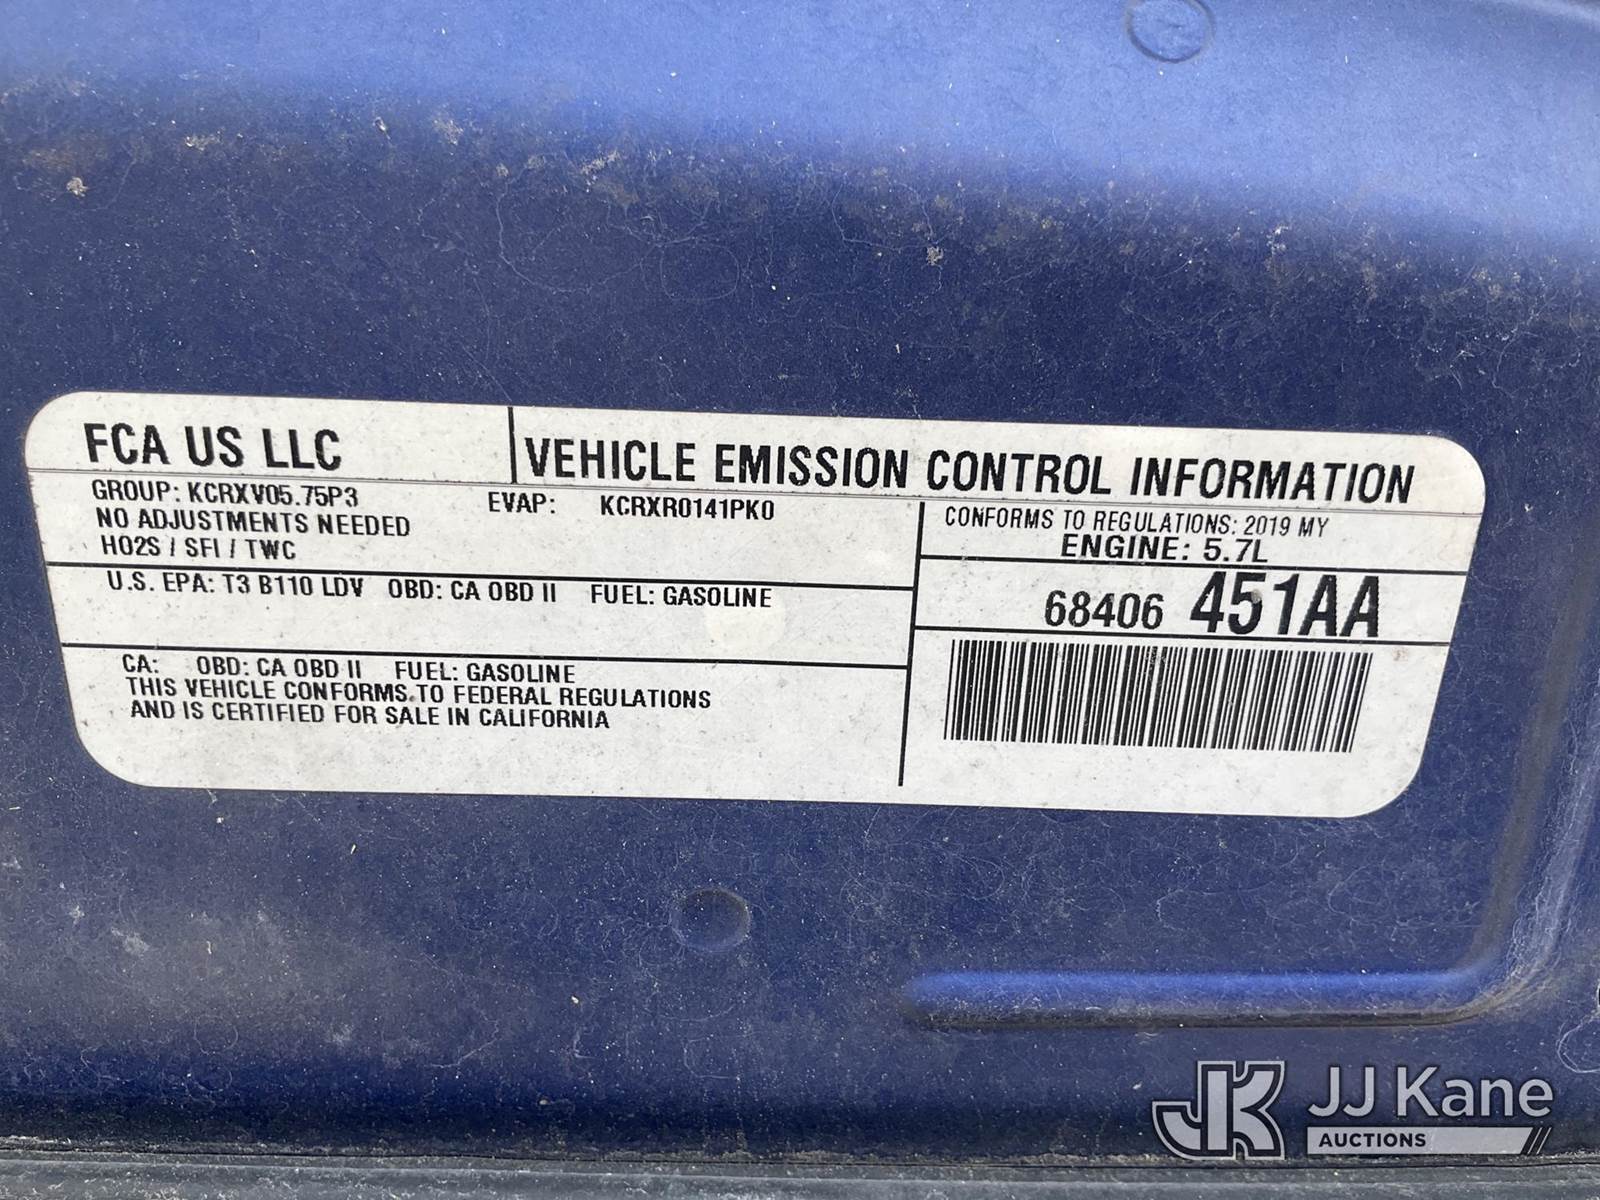 FCA US LLC
VEHICLE EMISSION CONTROL INFORMATION
GROUP: KCRXV05.75P3
EVAP: KCRXR0141PK0
NO ADJUSTMENTS NEEDED
HO2S / SFI / TWC
CONFORMS TO REGULATIONS: 2019 MY
ENGINE: 5.7L
U.S. EPA: T3 B110 LDV OBD: CA OBD II FUEL: GASOLINE
68406 451AA
CA: OBD: CA OBD II FUEL: GASOLINE
THIS VEHICLE CONFORMS TO FEDERAL REGULATIONS
AND IS CERTIFIED FOR SALE IN CALIFORNIA
JK JJ Kane
AUCTIONS